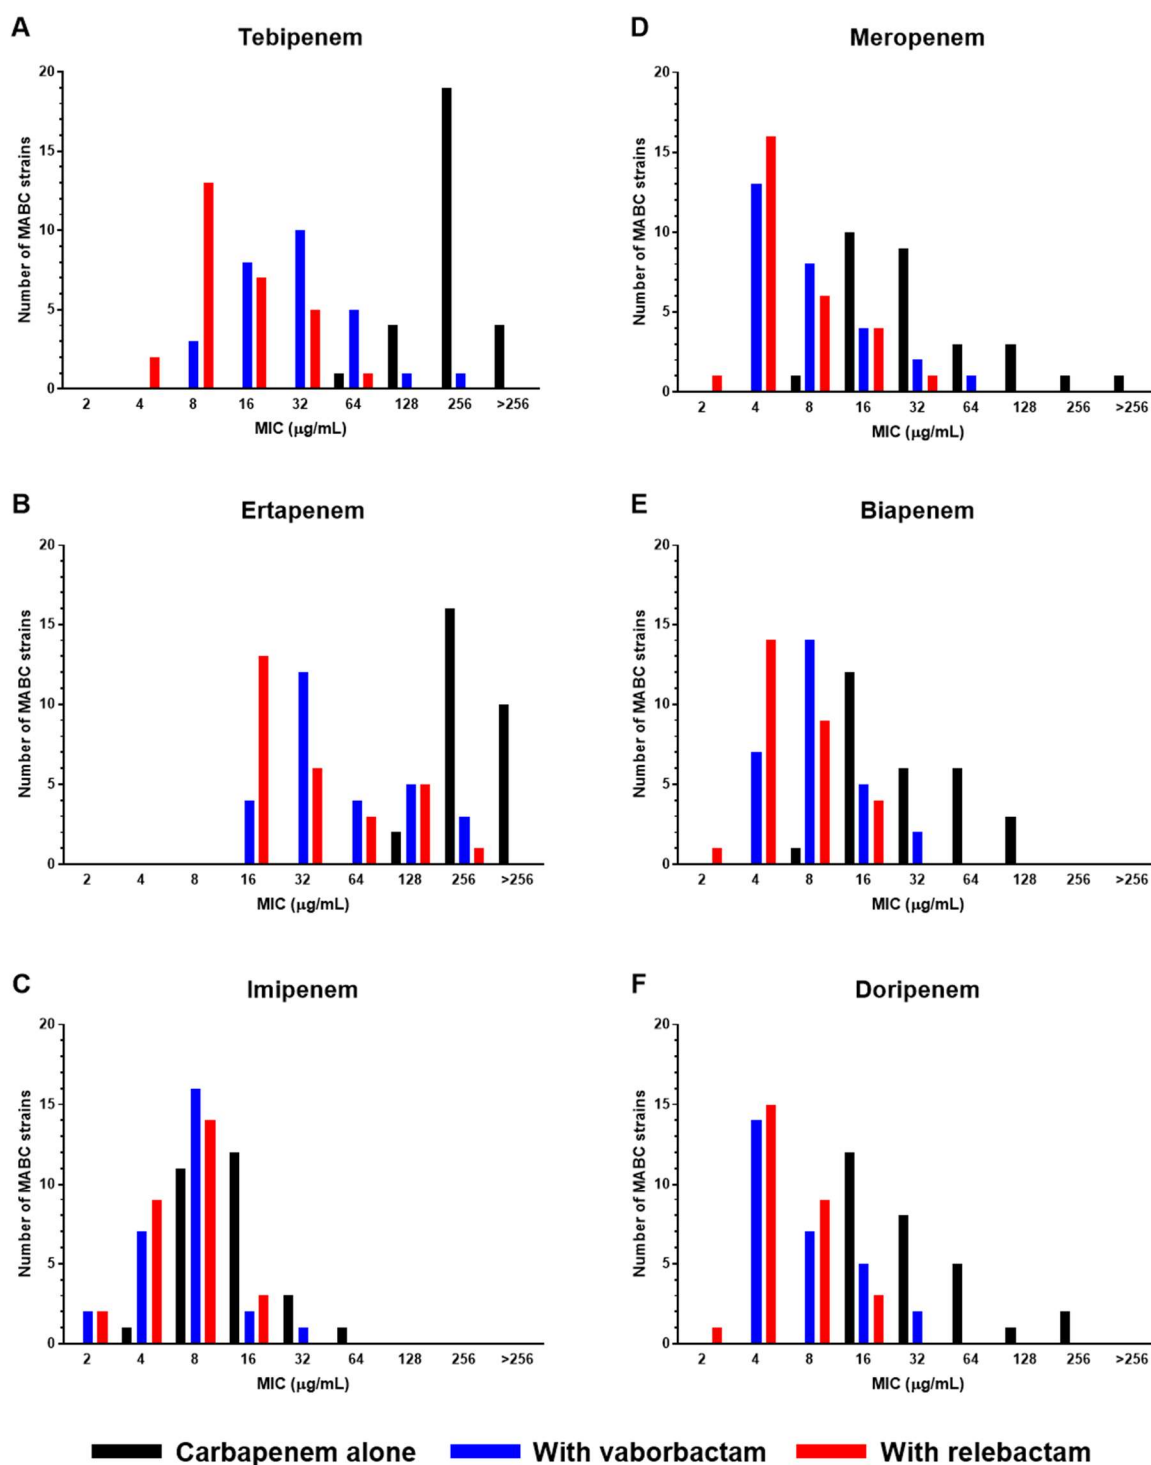 A
Tebipenem
Number of MABC strains
20
15
10
5
0
2 4 8 16 32 64 128 256 >256
MIC (µg/mL)
D
Meropenem
Number of MABC strains
20
15
10
5
0
2 4 8 16 32 64 128 256 >256
MIC (µg/mL)
B
Ertapenem
Number of MABC strains
20
15
10
5
0
2 4 8 16 32 64 128 256 >256
MIC (µg/mL)
E
Biapenem
Number of MABC strains
20
15
10
5
0
2 4 8 16 32 64 128 256 >256
MIC (µg/mL)
C
Imipenem
Number of MABC strains
20
15
10
5
0
2 4 8 16 32 64 128 256 >256
MIC (µg/mL)
F
Doripenem
Number of MABC strains
20
15
10
5
0
2 4 8 16 32 64 128 256 >256
MIC (µg/mL)
Carbapenem alone With vaborbactam With relebactam